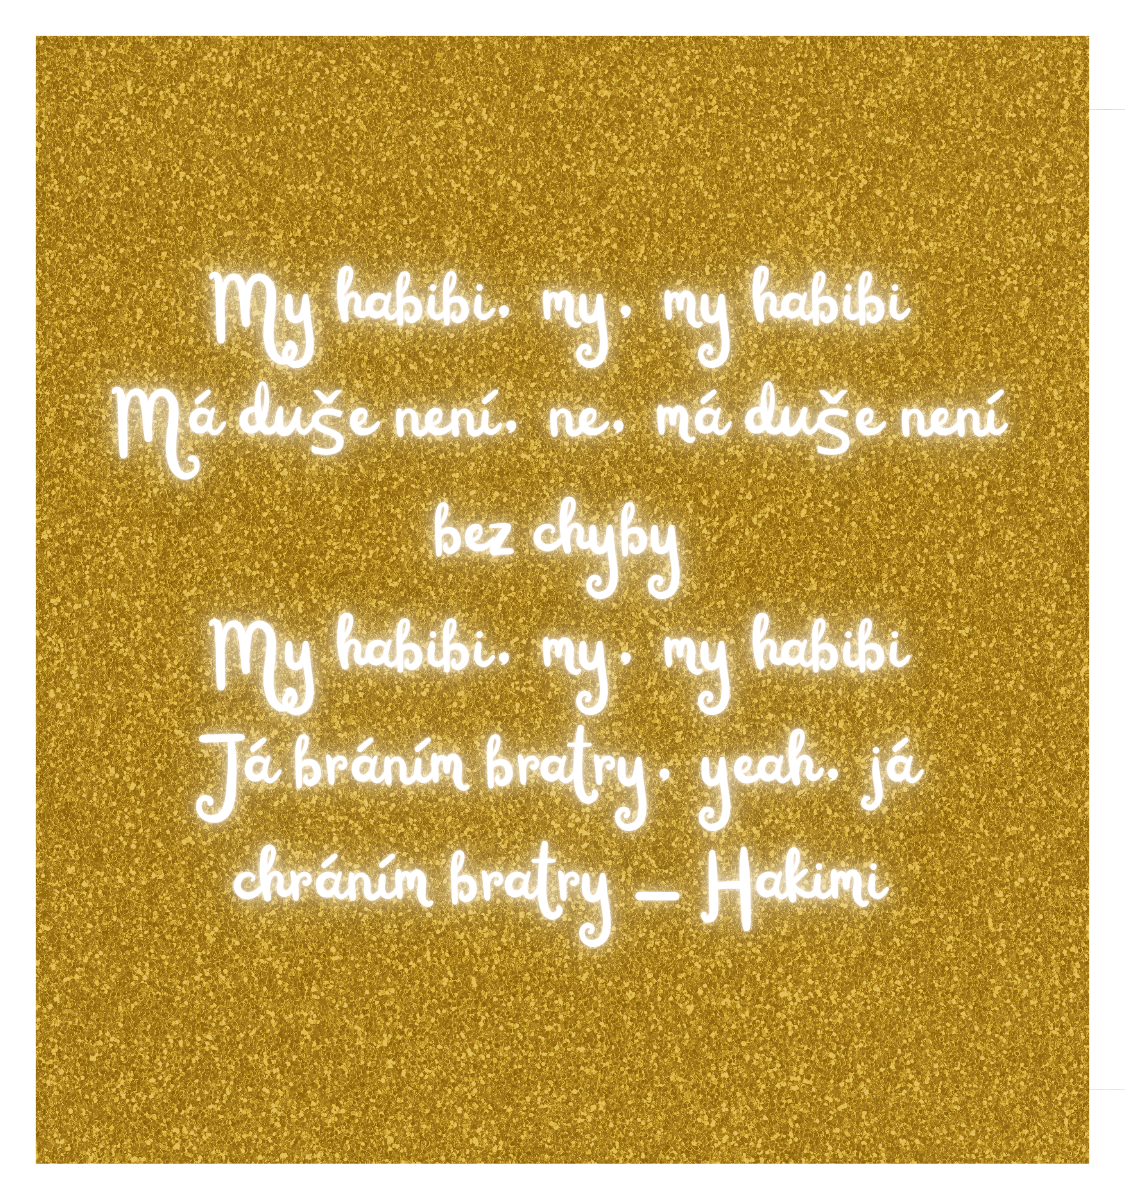 My habibi, my, my habibi
Má duše není, ne, má duše není
bez chyby
My habibi, my, my habibi
Já bráním bratry, yeah, já
chráním bratry – Hakimi